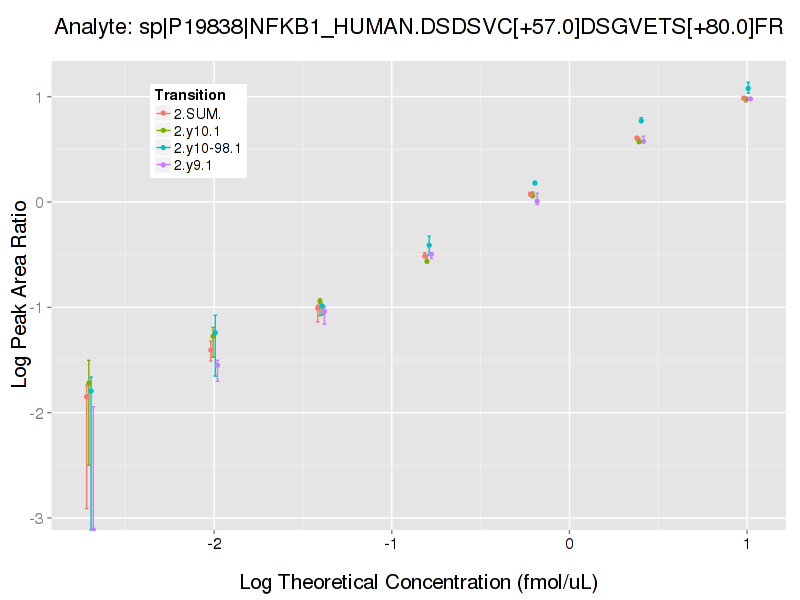 Analyte: sp|P19838|NFKB1_HUMAN.DSDSVC[+57.0]DSGVETS[+80.0]FR
Transition
2.SUM.
2.y10.1
2.y10-98.1
2.y9.1
Log Peak Area Ratio
1
0
-1
-2
-3
-2
-1
0
1
Log Theoretical Concentration (fmol/uL)